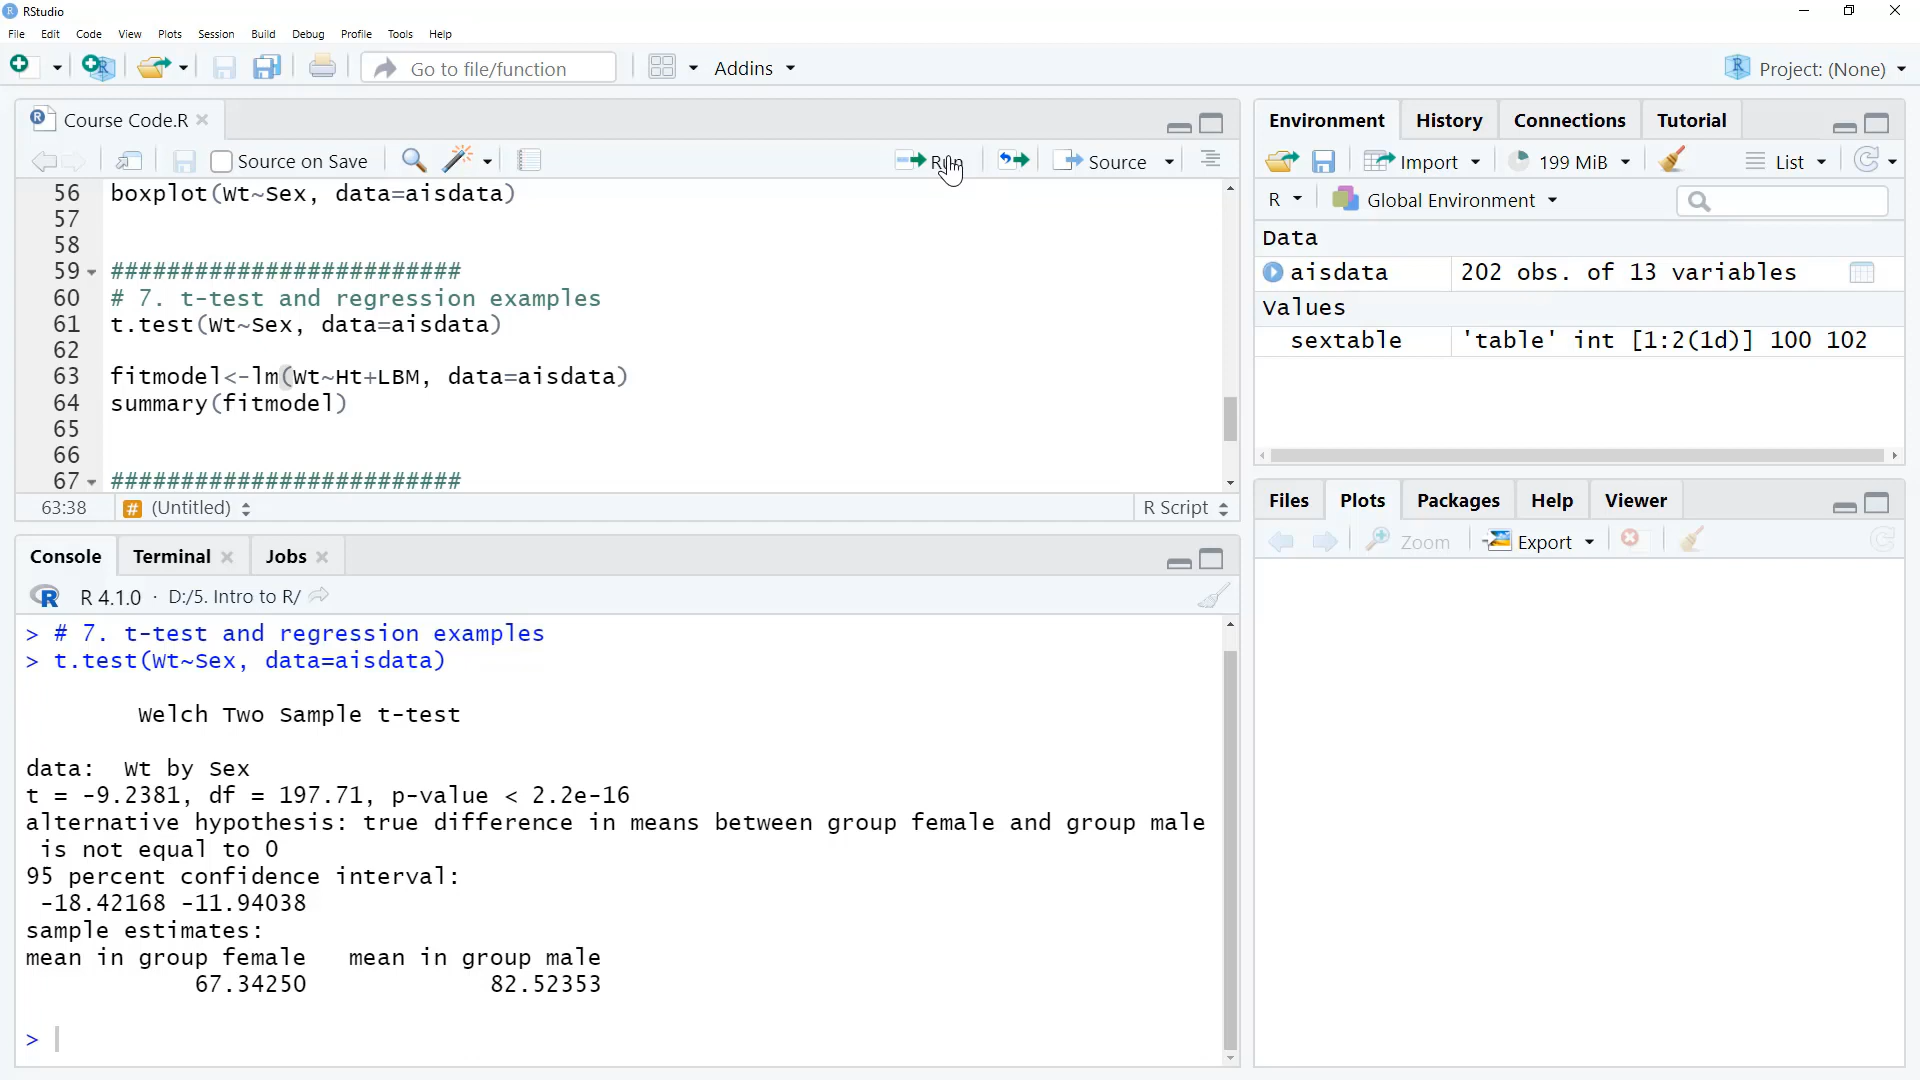 RStudio
File Edit Code View Plots Session Build Debug Profile Tools Help
Go to file/function
Addins
Project: (None)
Course Code.R
Source on Save
Run
Source
56 boxplot(Wt~Sex, data=aisdata)
57
58
59 #########################
60 # 7. t-test and regression examples
61 t.test(Wt~Sex, data=aisdata)
62
63 fitmodel<-lm(Wt~Ht+LBM, data=aisdata)
64 summary(fitmodel)
65
66
67 #########################
63:38 # (Untitled) R Script
Console Terminal Jobs
R R 4.1.0 · D:/5. Intro to R/
> # 7. t-test and regression examples
> t.test(Wt~Sex, data=aisdata)
Welch Two Sample t-test
data: Wt by Sex
t = -9.2381, df = 197.71, p-value < 2.2e-16
alternative hypothesis: true difference in means between group female and group male
is not equal to 0
95 percent confidence interval:
-18.42168 -11.94038
sample estimates:
mean in group female mean in group male
67.34250 82.52353
>
Environment History Connections Tutorial
Import 199 MiB List
R Global Environment
Data
aisdata 202 obs. of 13 variables
Values
sextable 'table' int [1:2(1d)] 100 102
Files Plots Packages Help Viewer
Zoom Export